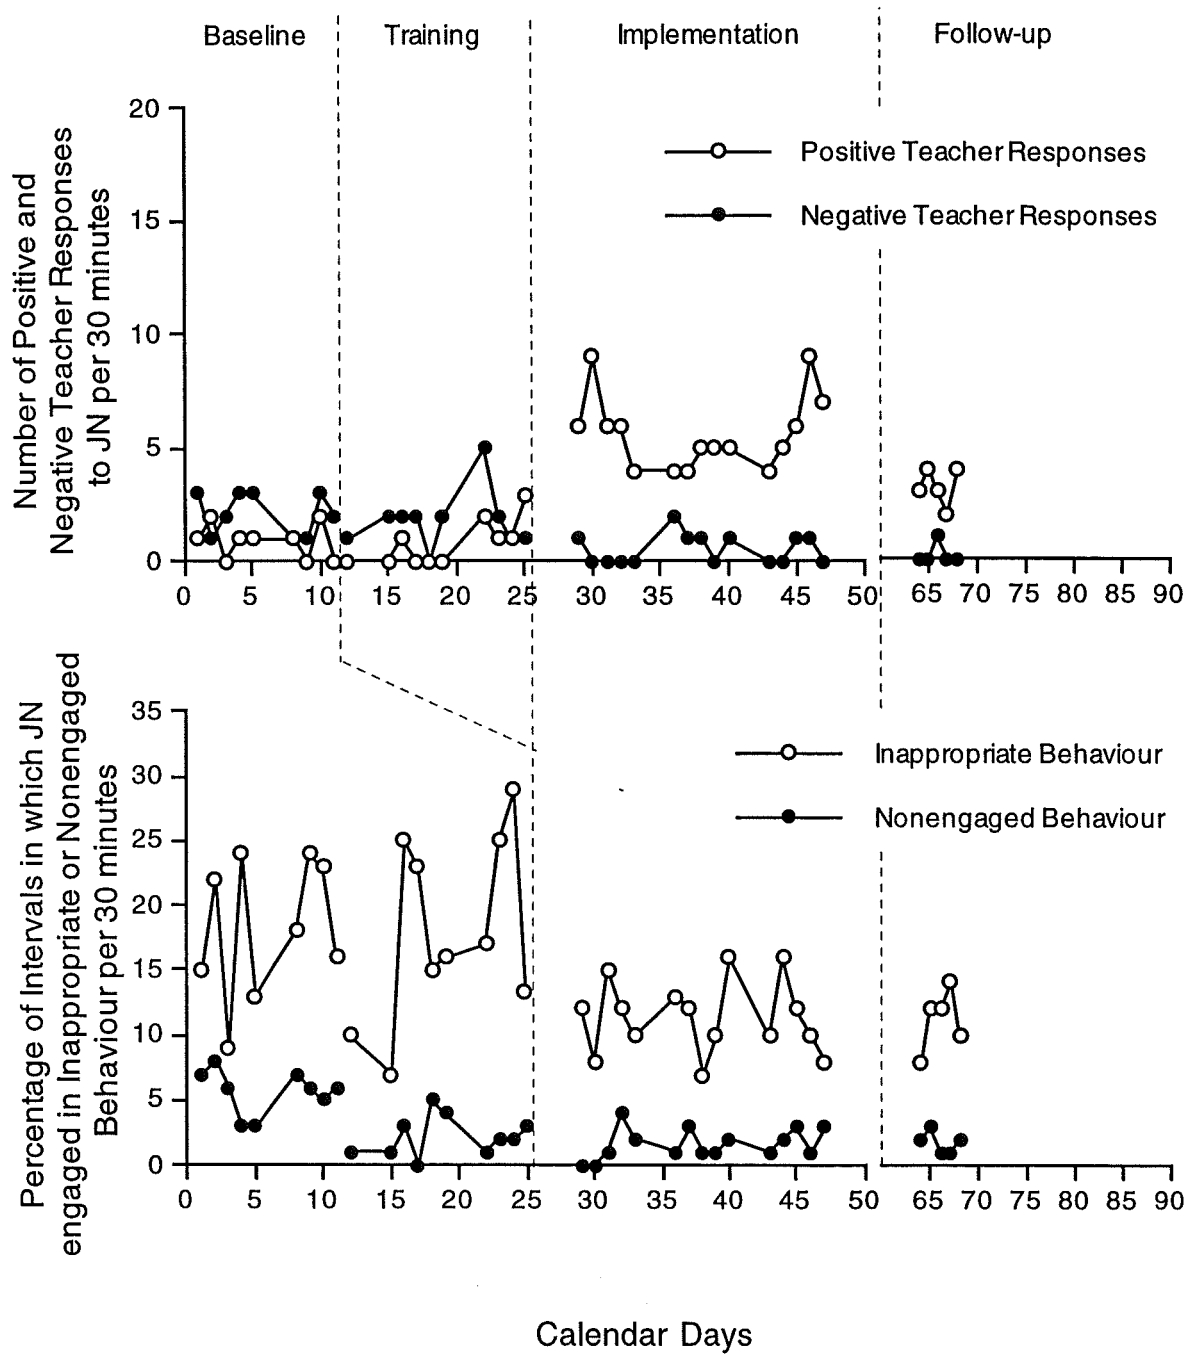 Baseline Training Implementation Follow-up
Number of Positive and
Negative Teacher Responses
to JN per 30 minutes
20
15
10
5
0
Positive Teacher Responses
Negative Teacher Responses
0 5 10 15 20 25 30 35 40 45 50 65 70 75 80 85 90
Percentage of Intervals in which JN
engaged in Inappropriate or Nonengaged
Behaviour per 30 minutes
35
30
25
20
15
10
5
0
Inappropriate Behaviour
Nonengaged Behaviour
0 5 10 15 20 25 30 35 40 45 50 65 70 75 80 85 90
Calendar Days